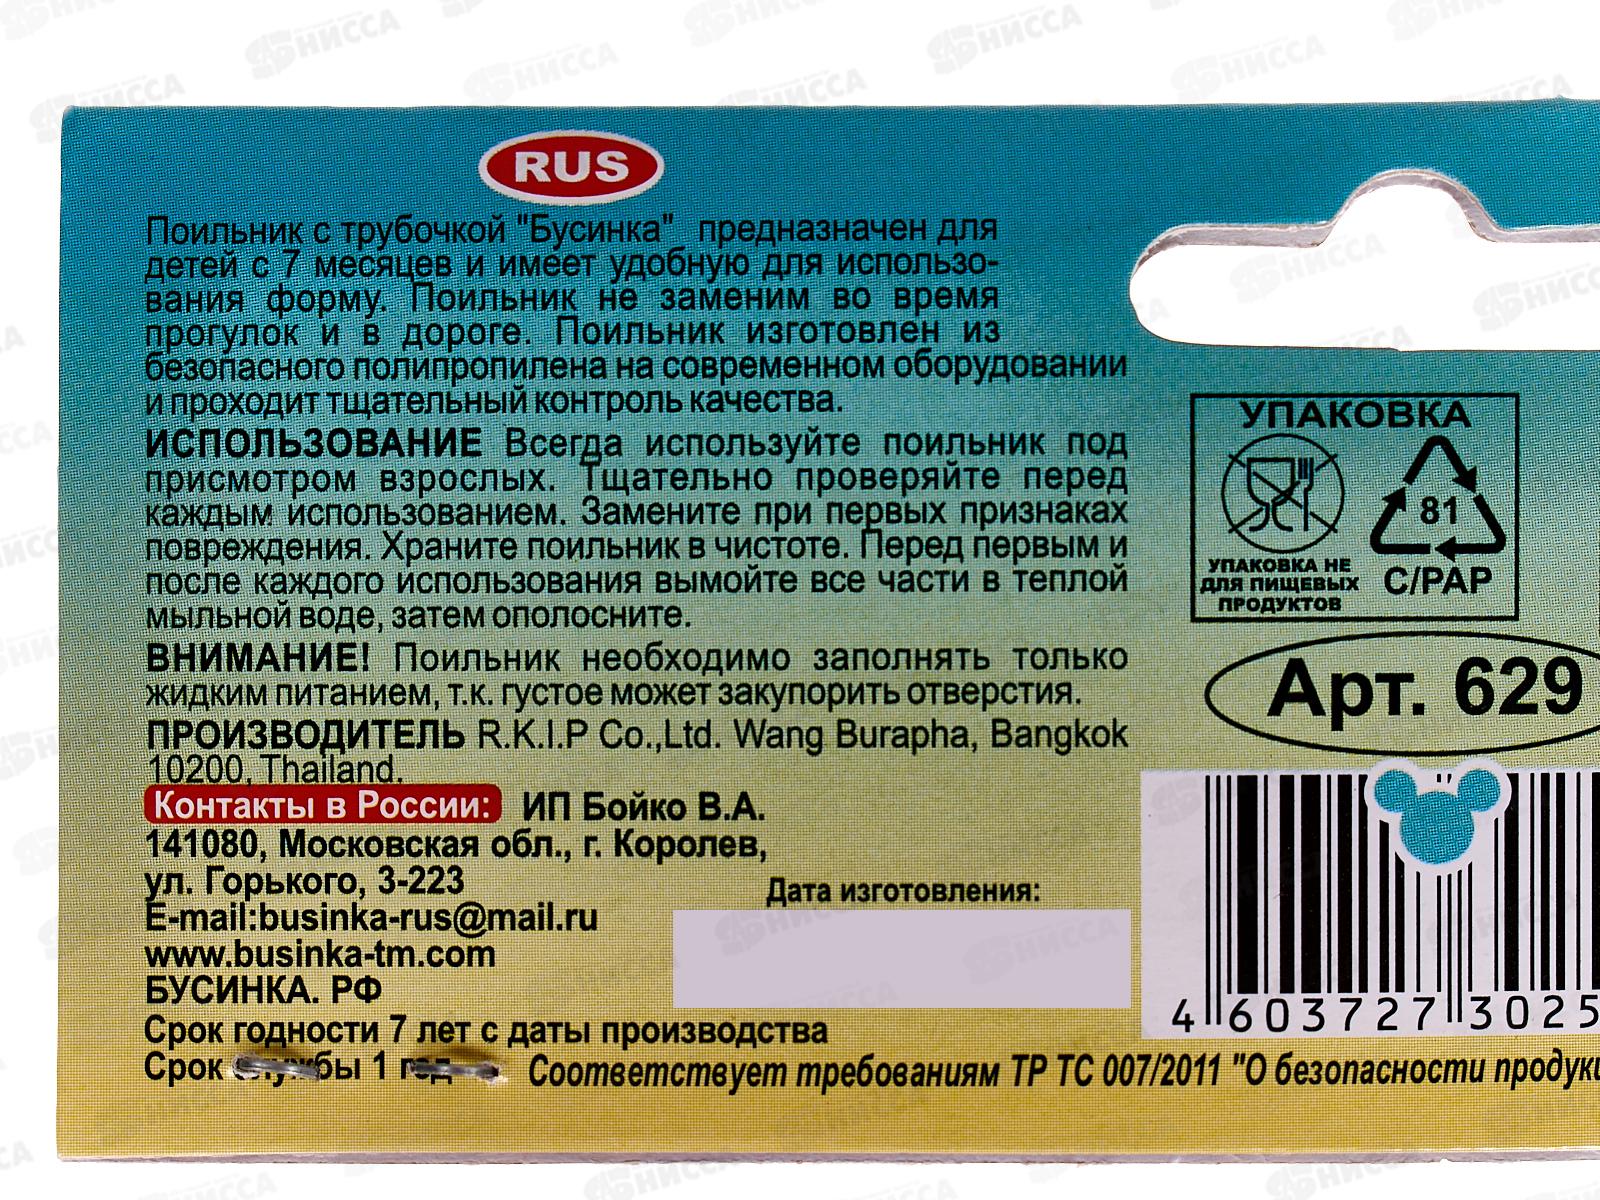 RUS
Поильник с трубочкой "Бусинка" предназначен для
детей с 7 месяцев и имеет удобную для использо-
вания форму. Поильник не заменим во время
прогулок и в дороге. Поильник изготовлен из
безопасного полипропилена на современном оборудовании
и проходит тщательный контроль качества.
ИСПОЛЬЗОВАНИЕ Всегда используйте поильник под
присмотром взрослых. Тщательно проверяйте перед
каждым использованием. Замените при первых признаках
повреждения. Храните поильник в чистоте. Перед первым и
после каждого использования вымойте все части в теплой
мыльной воде, затем ополосните.
ВНИМАНИЕ! Поильник необходимо заполнять только
жидким питанием, т.к. густое может закупорить отверстия.
ПРОИЗВОДИТЕЛЬ R.K.I.P Co.,Ltd. Wang Burapha, Bangkok
10200, Thailand.
Контакты в России: ИП Бойко В.А.
141080, Московская обл., г. Королев,
ул. Горького, 3-223
E-mail:businka-rus@mail.ru
www.businka-tm.com
БУСИНКА. РФ
Срок годности 7 лет с даты производства
Срок службы 1 год
Дата изготовления:
Соответствует требованиям ТР ТС 007/2011 "О безопасности продук
УПАКОВКА
УПАКОВКА НЕ
ДЛЯ ПИЩЕВЫХ
ПРОДУКТОВ
81
C/PAP
Арт. 629
4 603727 3025